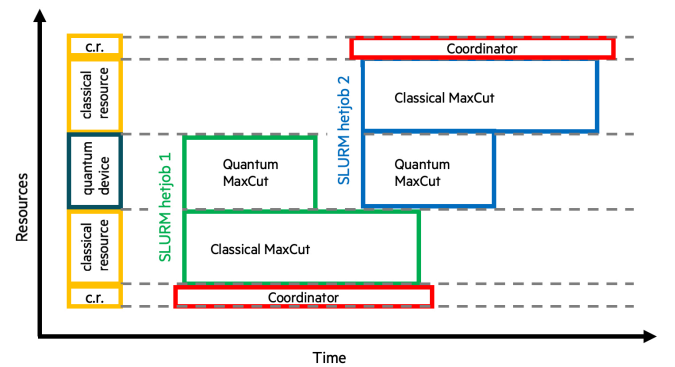 c.r.
Coordinator
classical
resource
SLURM hetjob 2
Classical MaxCut
quantum
device
SLURM hetjob 1
Quantum
MaxCut
Quantum
MaxCut
Resources
classical
resource
Classical MaxCut
c.r.
Coordinator
Time